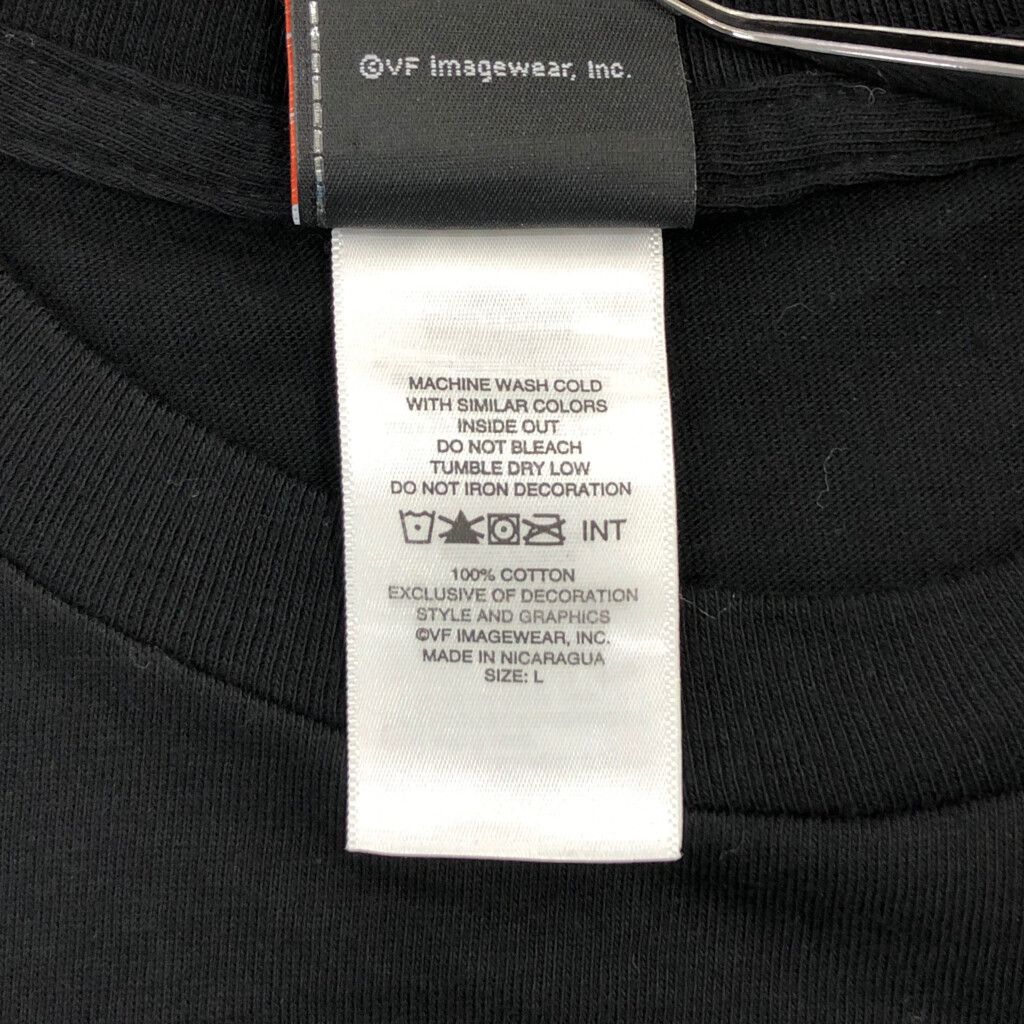 ©VF Imagewear, Inc.
MACHINE WASH COLD
WITH SIMILAR COLORS
INSIDE OUT
DO NOT BLEACH
TUMBLE DRY LOW
DO NOT IRON DECORATION
INT
100% COTTON
EXCLUSIVE OF DECORATION
STYLE AND GRAPHICS
©VF IMAGEWEAR, INC.
MADE IN NICARAGUA
SIZE: L